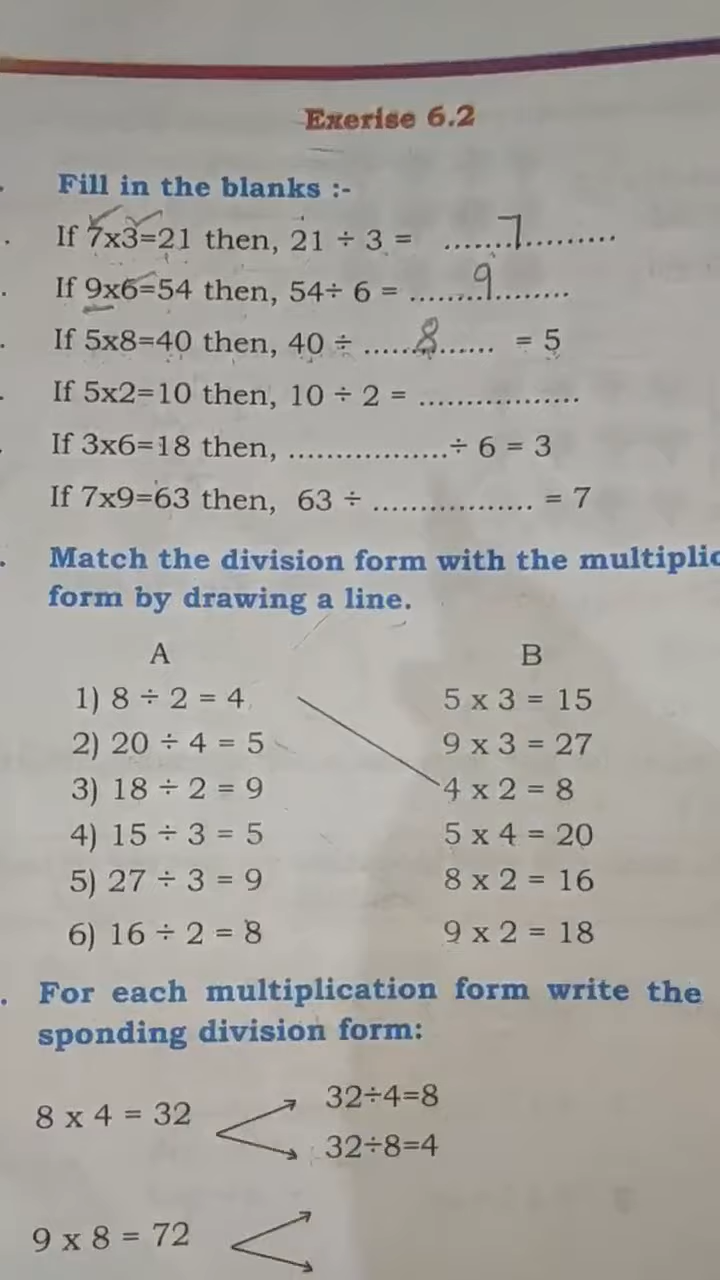 Exerise 6.2
Fill in the blanks :-
If 7x3=21 then, 21 ÷ 3 = .......7.........
If 9x6=54 then, 54÷ 6 = ........9........
If 5x8=40 then, 40 ÷ ......8...... = 5
If 5x2=10 then, 10 ÷ 2 = .................
If 3x6=18 then, .................÷ 6 = 3
If 7x9=63 then, 63 ÷ ................. = 7
Match the division form with the multiplic
form by drawing a line.
A B
1) 8 ÷ 2 = 4 5 x 3 = 15
2) 20 ÷ 4 = 5 9 x 3 = 27
3) 18 ÷ 2 = 9 4 x 2 = 8
4) 15 ÷ 3 = 5 5 x 4 = 20
5) 27 ÷ 3 = 9 8 x 2 = 16
6) 16 ÷ 2 = 8 9 x 2 = 18
. For each multiplication form write the
sponding division form:
32÷4=8
8 x 4 = 32
32÷8=4
9 x 8 = 72